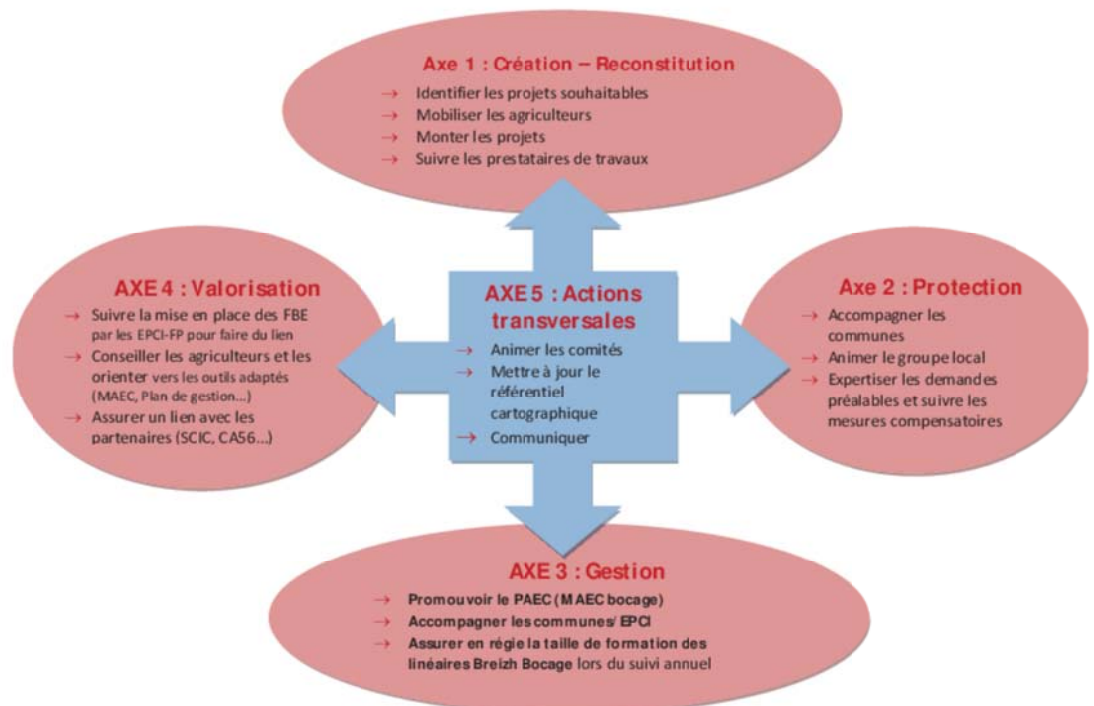 Axe 1 : Création – Reconstitution
→ Identifier les projets souhaitables
→ Mobiliser les agriculteurs
→ Monter les projets
→ Suivre les prestataires de travaux
AXE 4 : Valorisation
→ Suivre la mise en place des FBE
par les EPCI-FP pour faire du lien
→ Conseiller les agriculteurs et les
orienter vers les outils adaptés
(MAEC, Plan de gestion...)
→ Assurer un lien avec les
partenaires (SCIC, CA56...)
AXE 5 : Actions
transversales
→ Animer les comités
→ Mettre à jour le
référentiel
cartographique
→ Communiquer
Axe 2 : Protection
→ Accompagner les
communes
→ Animer le groupe local
→ Expertiser les demandes
préalables et suivre les
mesures compensatoires
AXE 3 : Gestion
→ Promouvoir le PAEC (MAEC bocage)
→ Accompagner les communes/ EPCI
→ Assurer en régie la taille de formation des
linéaires Breizh Bocage lors du suivi annuel